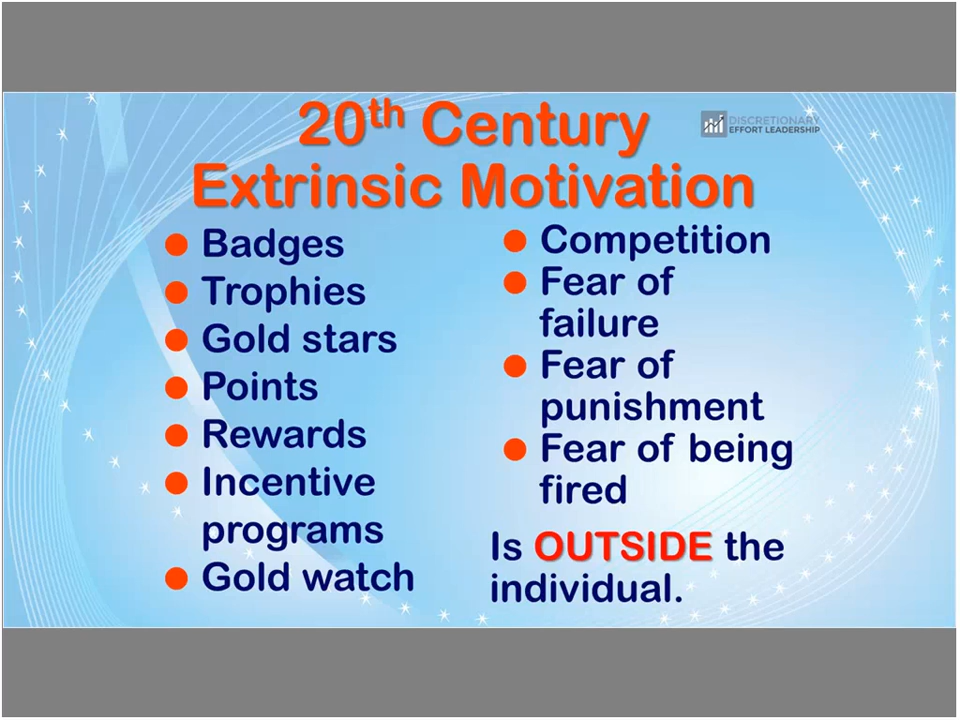 20th Century
Extrinsic Motivation
DISCRETIONARY
EFFORT LEADERSHIP
Badges
Trophies
Gold stars
Points
Rewards
Incentive
programs
Gold watch
Competition
Fear of
failure
Fear of
punishment
Fear of being
fired
Is OUTSIDE the
individual.